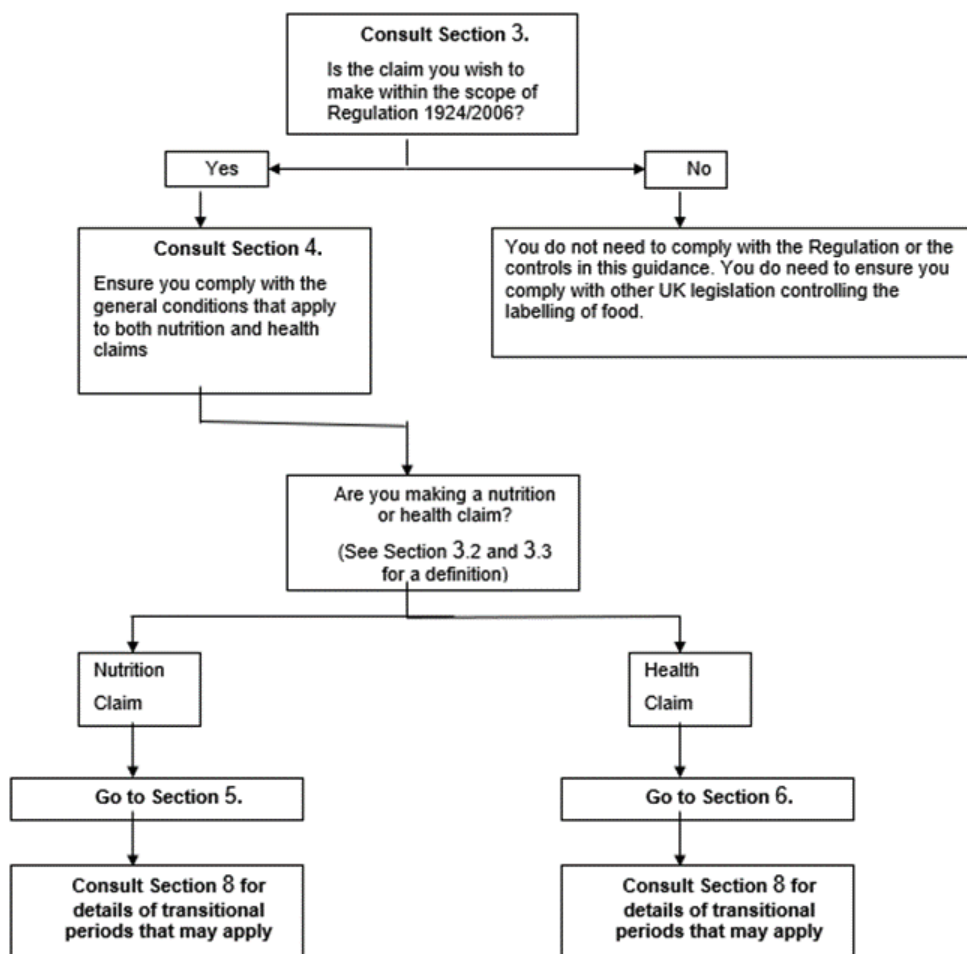 Consult Section 3.
Is the claim you wish to
make within the scope of
Regulation 1924/2006?
Yes
No
Consult Section 4.
Ensure you comply with the
general conditions that apply
to both nutrition and health
claims
You do not need to comply with the Regulation or the
controls in this guidance. You do need to ensure you
comply with other UK legislation controlling the
labelling of food.
Are you making a nutrition
or health claim?
(See Section 3.2 and 3.3
for a definition)
Nutrition
Claim
Health
Claim
Go to Section 5.
Go to Section 6.
Consult Section 8 for
details of transitional
periods that may apply
Consult Section 8 for
details of transitional
periods that may apply